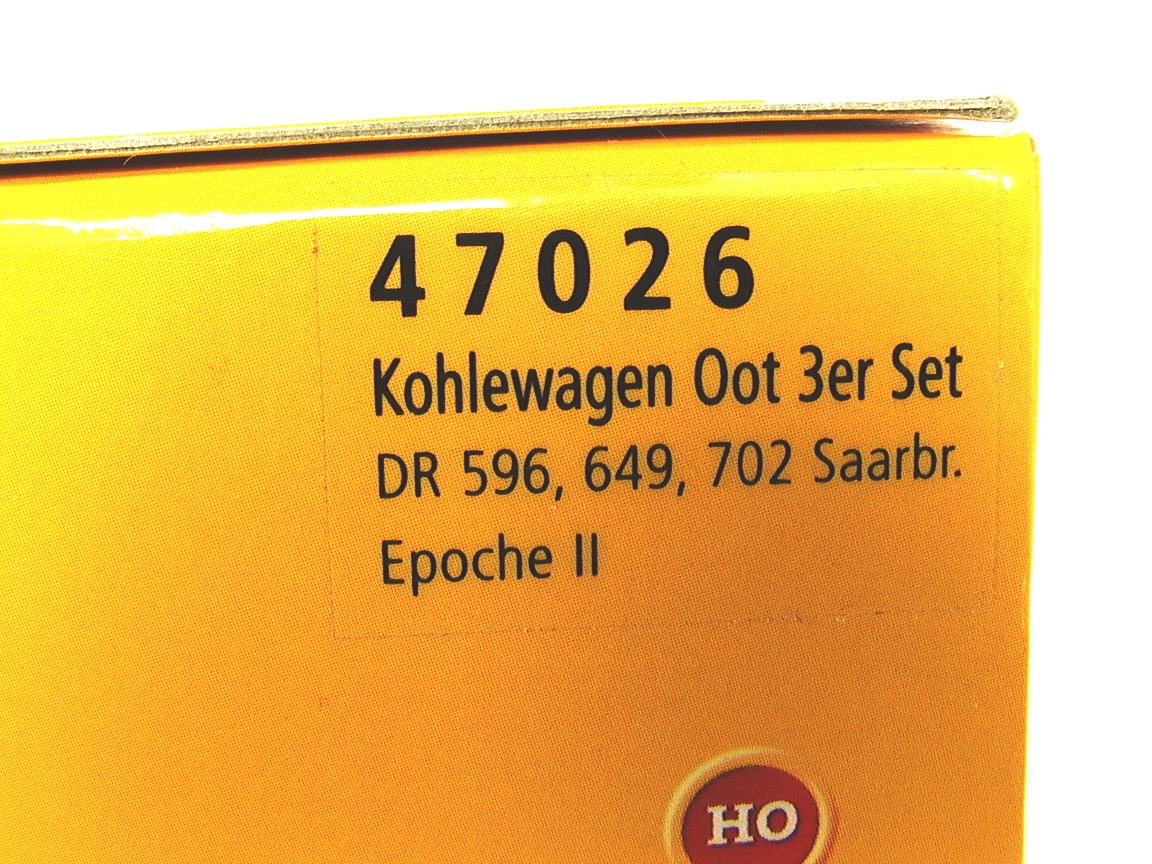 47026
Kohlewagen Oot 3er Set
DR 596, 649, 702 Saarbr.
Epoche II
HO